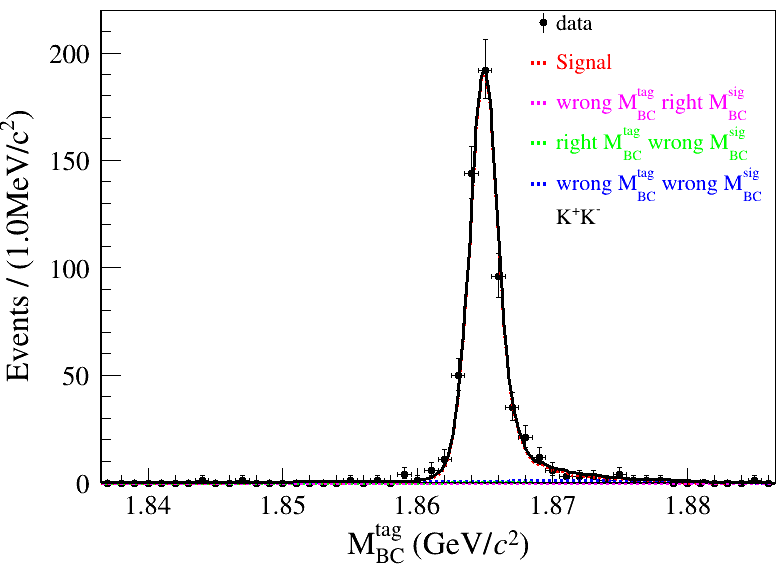 data
Signal
wrong M_BC^tag right M_BC^sig
right M_BC^tag wrong M_BC^sig
wrong M_BC^tag wrong M_BC^sig
K^+K^-
Events / (1.0MeV/c^2)
200
150
100
50
0
1.84 1.85 1.86 1.87 1.88
M_BC^tag (GeV/c^2)